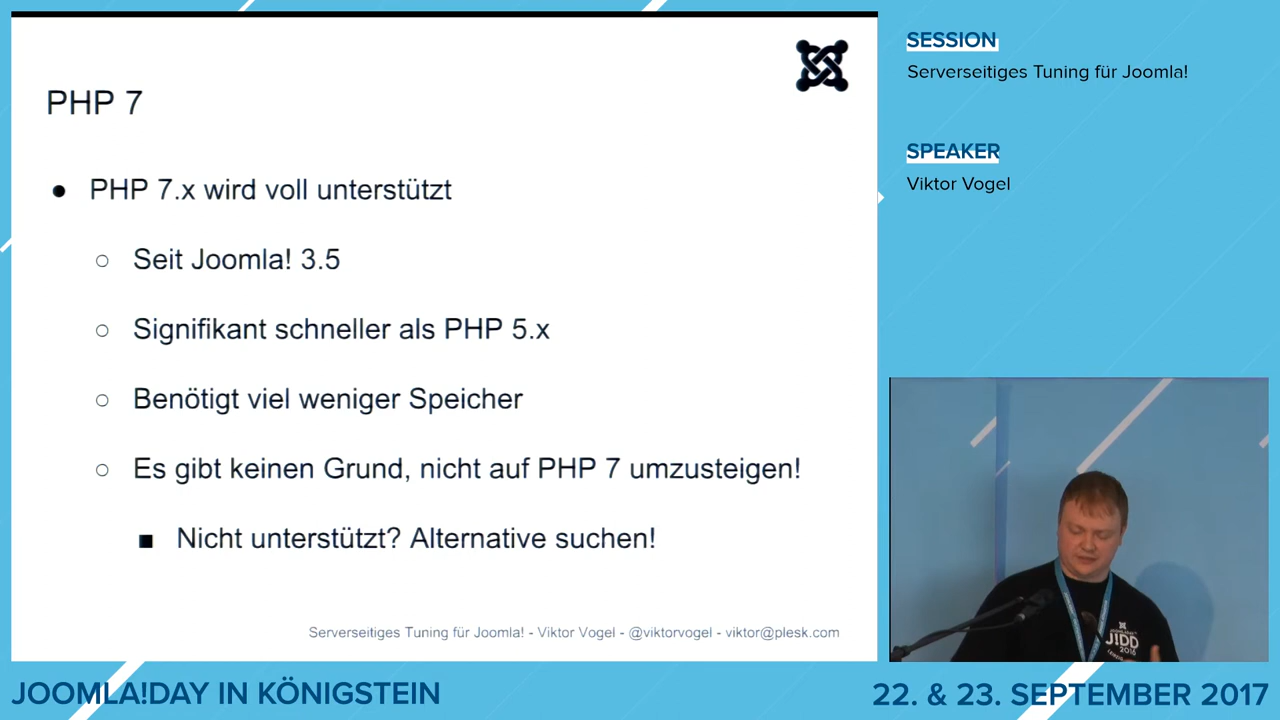 PHP 7
PHP 7.x wird voll unterstützt
Seit Joomla! 3.5
Signifikant schneller als PHP 5.x
Benötigt viel weniger Speicher
Es gibt keinen Grund, nicht auf PHP 7 umzusteigen!
Nicht unterstützt? Alternative suchen!
Serverseitiges Tuning für Joomla! - Viktor Vogel - @viktorvogel - viktor@plesk.com
SESSION
Serverseitiges Tuning für Joomla!
SPEAKER
Viktor Vogel
J!DD
2016
JOOMLA!DAY IN KÖNIGSTEIN
22. & 23. SEPTEMBER 2017